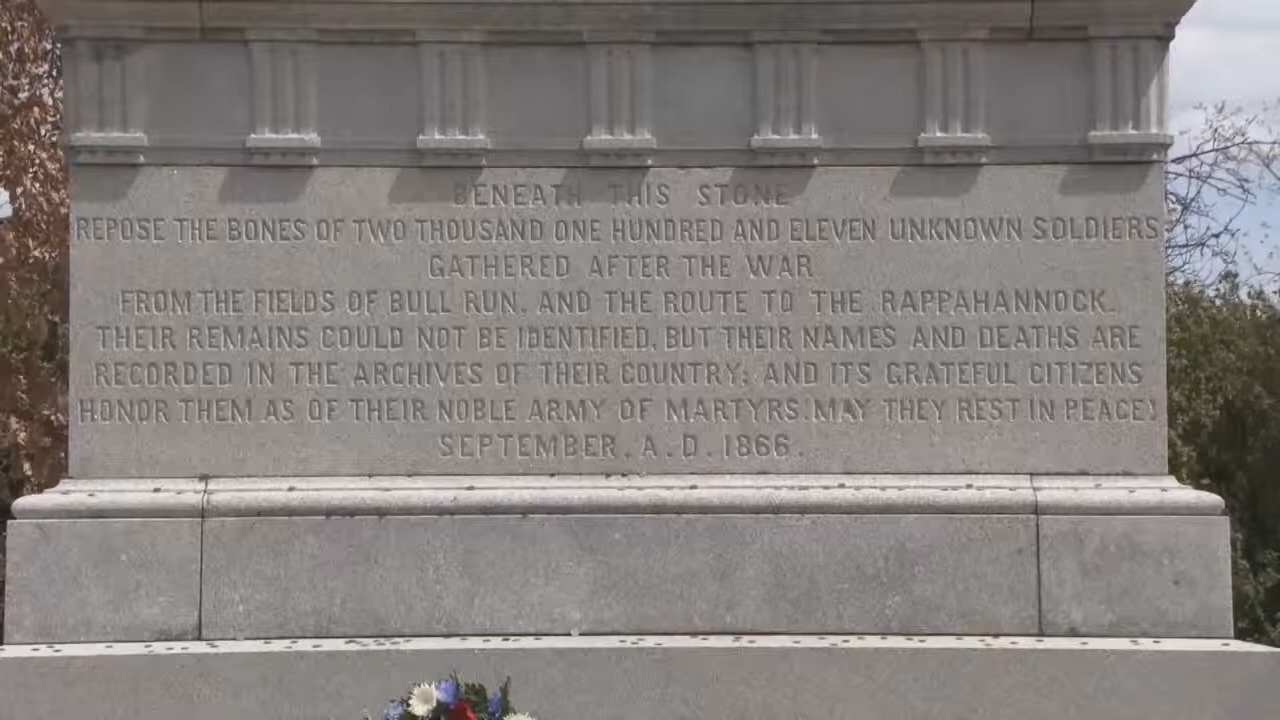 BENEATH THIS STONE
REPOSE THE BONES OF TWO THOUSAND ONE HUNDRED AND ELEVEN UNKNOWN SOLDIERS
GATHERED AFTER THE WAR
FROM THE FIELDS OF BULL RUN, AND THE ROUTE TO THE RAPPAHANNOCK.
THEIR REMAINS COULD NOT BE IDENTIFIED, BUT THEIR NAMES AND DEATHS ARE
RECORDED IN THE ARCHIVES OF THEIR COUNTRY; AND ITS GRATEFUL CITIZENS
HONOR THEM AS OF THEIR NOBLE ARMY OF MARTYRS. MAY THEY REST IN PEACE!
SEPTEMBER. A. D. 1866.